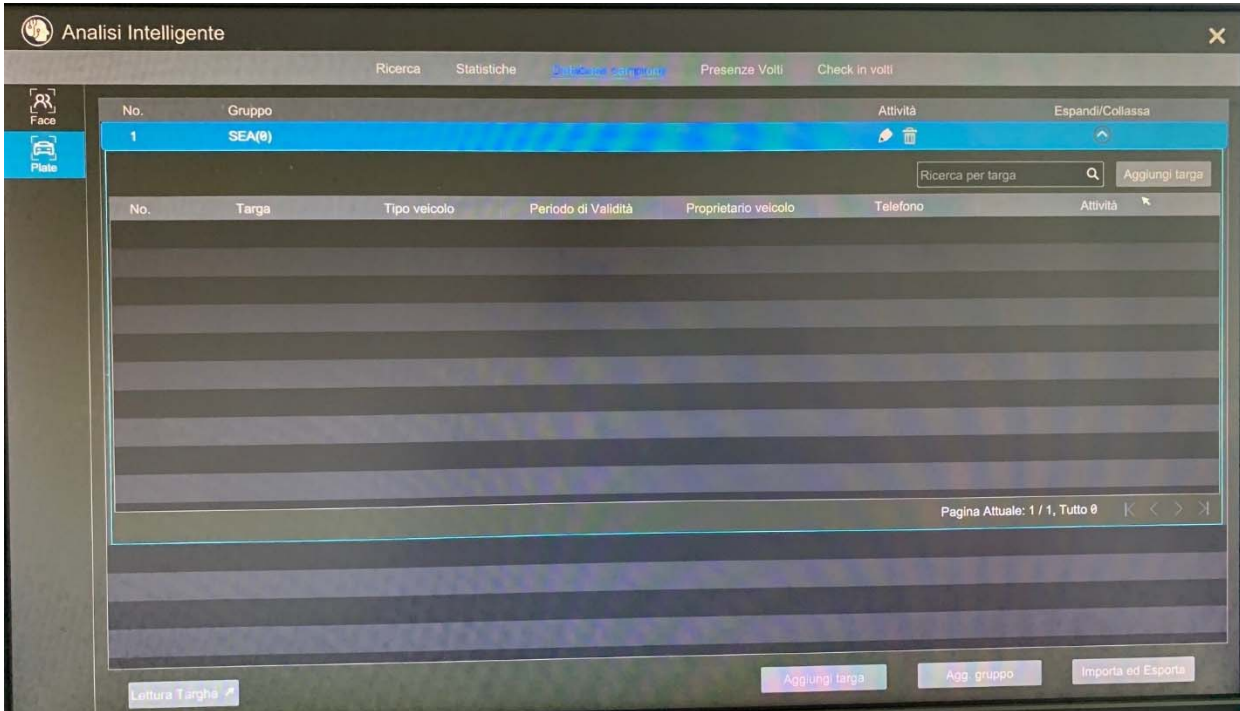 Analisi Intelligente
Ricerca Statistiche Presenze Volti Check in volti
Face
Plate
No. Gruppo Attività Espandi/Collassa
1 SEA(0)
Ricerca per targa Aggiungi targa
No. Targa Tipo veicolo Periodo di Validità Proprietario veicolo Telefono Attività
Pagina Attuale: 1 / 1, Tutto 0
Lettura Targhe Aggiungi targa Agg. gruppo Importa ed Esporta